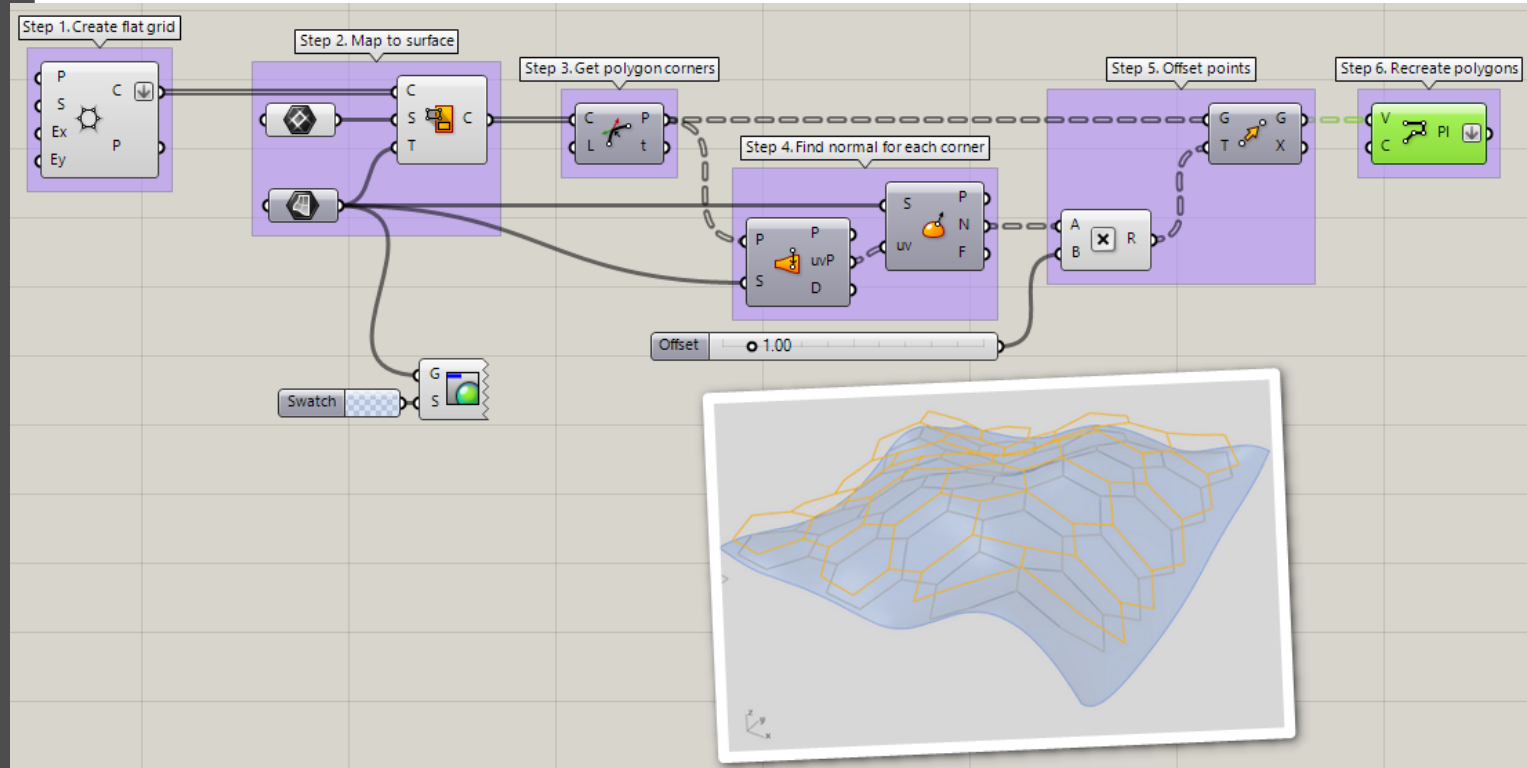 Step 1. Create flat grid
Step 2. Map to surface
Step 3. Get polygon corners
Step 4. Find normal for each corner
Step 5. Offset points
Step 6. Recreate polygons
P
S
Ex
Ey
C
P
C
S
T
C
C
L
P
t
P
S
P
uvP
D
S
uv
P
N
F
A
B
R
G
T
G
X
V
C
Pl
Offset
1.00
Swatch
G
S
z
y
x